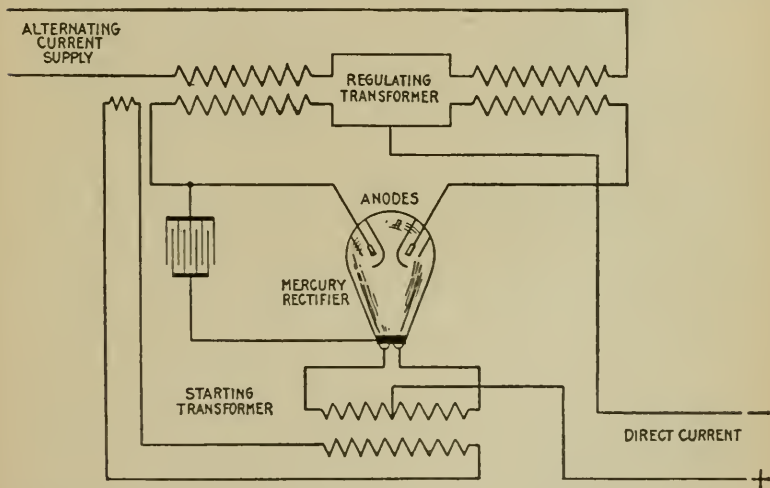 ALTERNATING
CURRENT
SUPPLY
REGULATING
TRANSFORMER
ANODES
MERCURY
RECTIFIER
STARTING
TRANSFORMER
DIRECT CURRENT
−
+